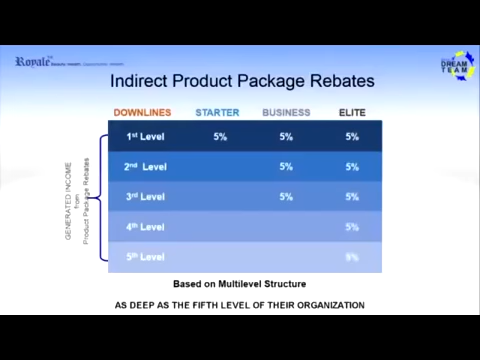 Royale
DREAM
TEAM
Indirect Product Package Rebates
DOWNLINES STARTER BUSINESS ELITE
1st Level 5% 5% 5%
2nd Level 5% 5%
3rd Level 5% 5%
4th Level 5%
5th Level 5%
GENERATED INCOME
from
Product Package Rebates
Based on Multilevel Structure
AS DEEP AS THE FIFTH LEVEL OF THEIR ORGANIZATION